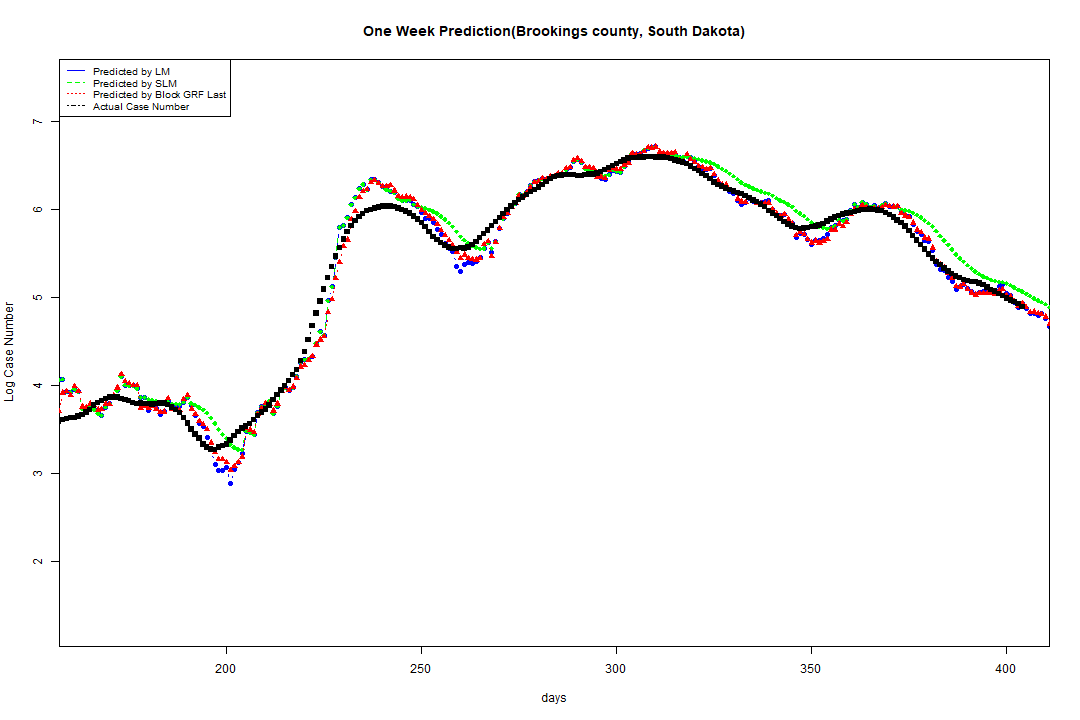 One Week Prediction(Brookings county, South Dakota)
Predicted by LM
Predicted by SLM
Predicted by Block GRF Last
Actual Case Number
7
6
5
4
3
2
Log Case Number
200 250 300 350 400
days